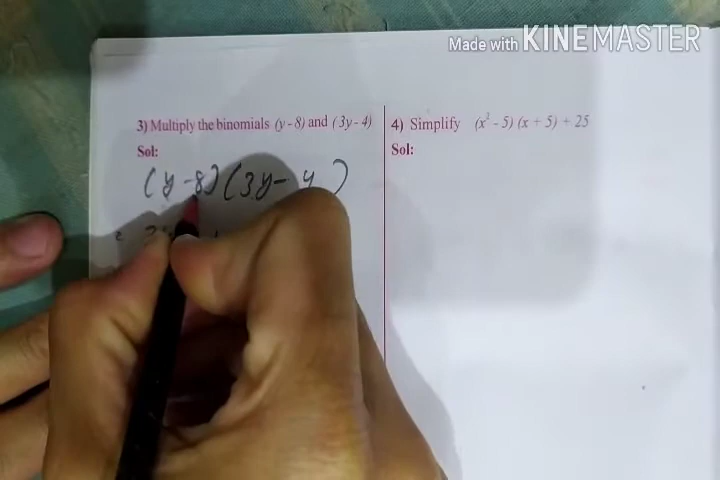 Made with KINEMASTER
3) Multiply the binomials (y - 8) and (3y - 4)
Sol:
(y - 8) (3y - 4)
4) Simplify (x² - 5) (x + 5) + 25
Sol: